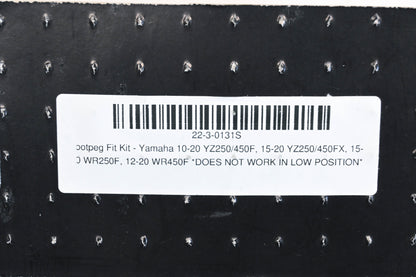 22-3-0131S
ootpeg Fit Kit - Yamaha 10-20 YZ250/450F, 15-20 YZ250/450FX, 15-
0 WR250F, 12-20 WR450F *DOES NOT WORK IN LOW POSITION*